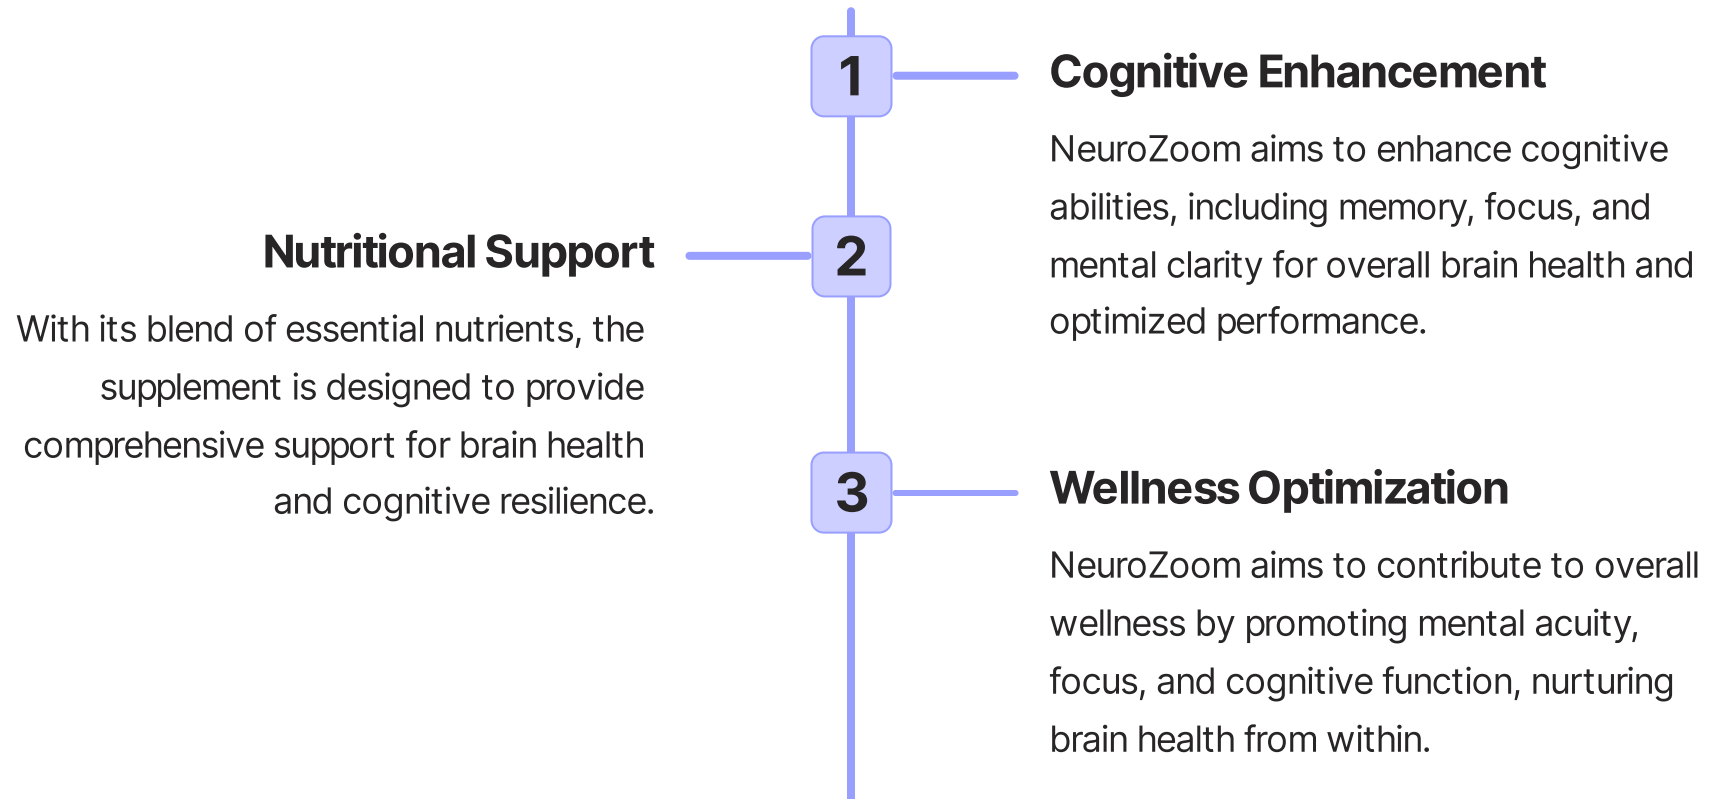 1
Cognitive Enhancement
NeuroZoom aims to enhance cognitive
abilities, including memory, focus, and
mental clarity for overall brain health and
optimized performance.
2
Nutritional Support
With its blend of essential nutrients, the
supplement is designed to provide
comprehensive support for brain health
and cognitive resilience.
3
Wellness Optimization
NeuroZoom aims to contribute to overall
wellness by promoting mental acuity,
focus, and cognitive function, nurturing
brain health from within.